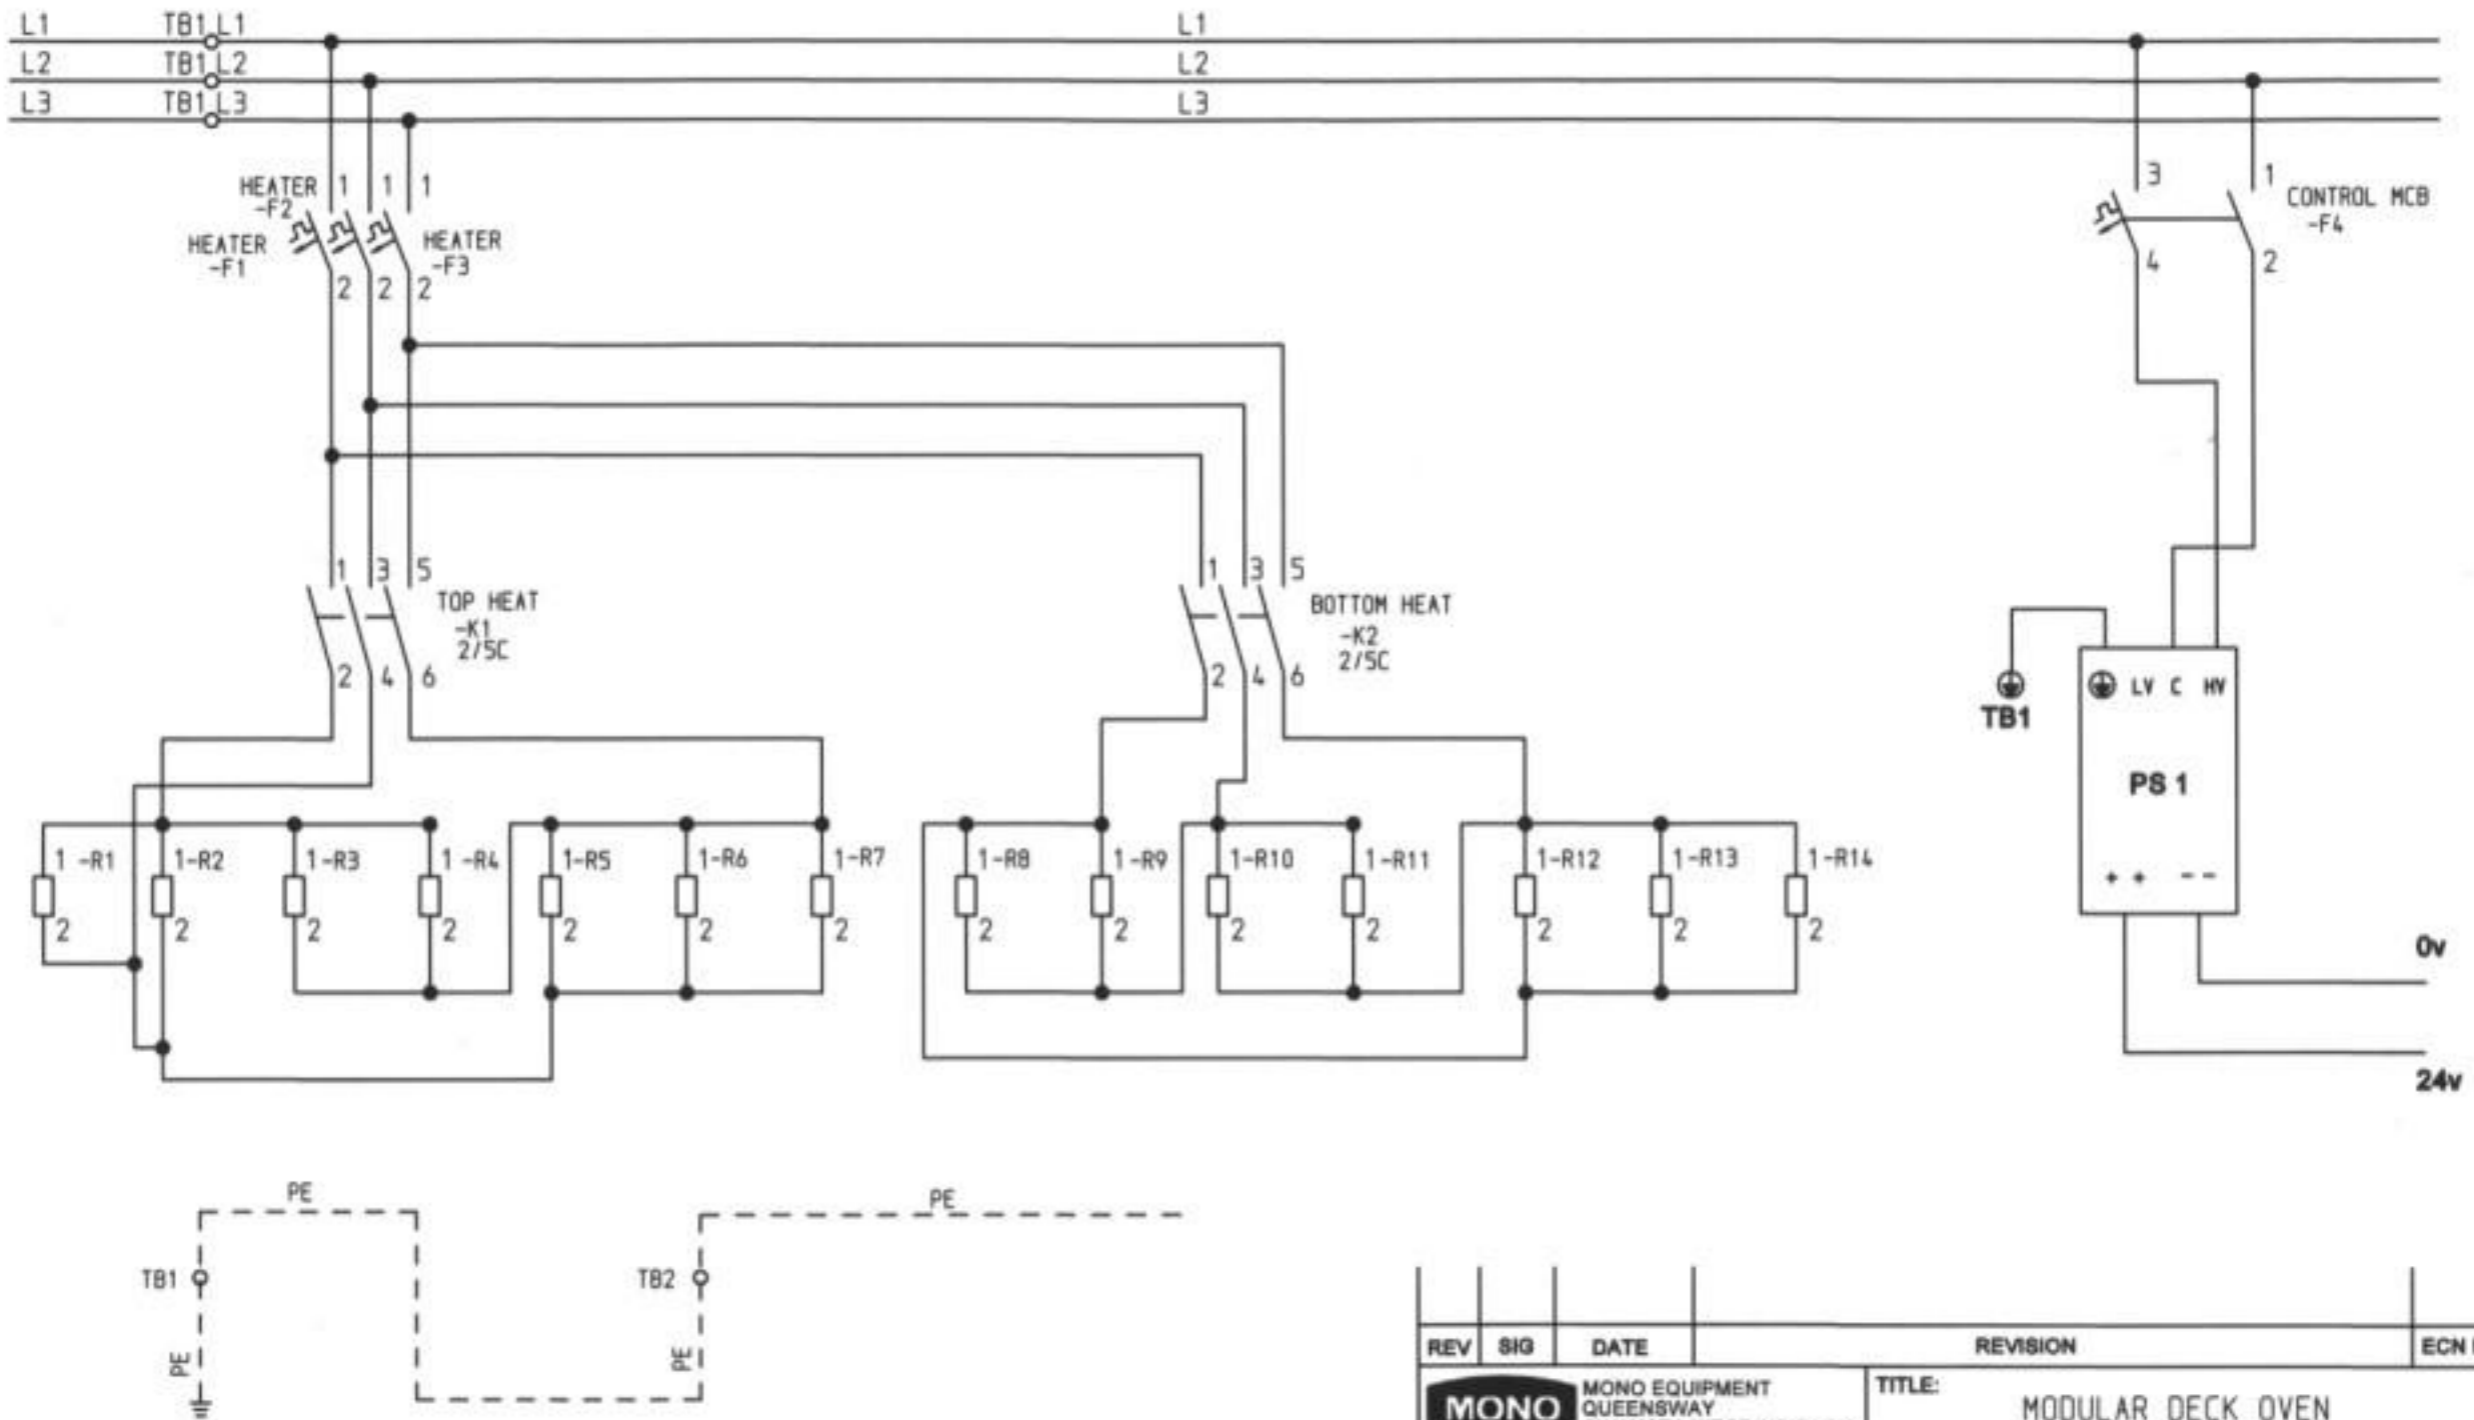 L1 TB1 L1 L1
L2 TB1 L2 L2
L3 TB1 L3 L3
HEATER 1 1 1
-F2
HEATER
-F1
HEATER
-F3
2 2 2
3 1
CONTROL MCB
-F4
4 2
1 3 5
TOP HEAT
-K1
2/5C
2 4 6
1 3 5
BOTTOM HEAT
-K2
2/5C
2 4 6
TB1
LV C HV
PS 1
+ + - -
0v
24v
1 -R1 1-R2 1-R3 1 -R4 1-R5 1-R6 1-R7 1-R8 1-R9 1-R10 1-R11 1-R12 1-R13 1-R14
2 2 2 2 2 2 2 2 2 2 2 2 2 2
PE PE
TB1 TB2
PE PE
REV SIG DATE REVISION ECN
MONO
MONO EQUIPMENT
QUEENSWAY
TITLE:
MODULAR DECK OVEN